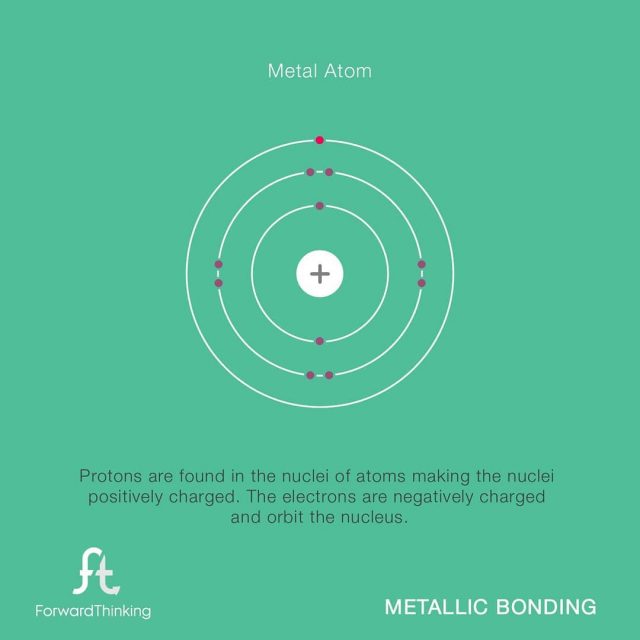 Metal Atom
+
Protons are found in the nuclei of atoms making the nuclei
positively charged. The electrons are negatively charged
and orbit the nucleus.
ft
ForwardThinking
METALLIC BONDING